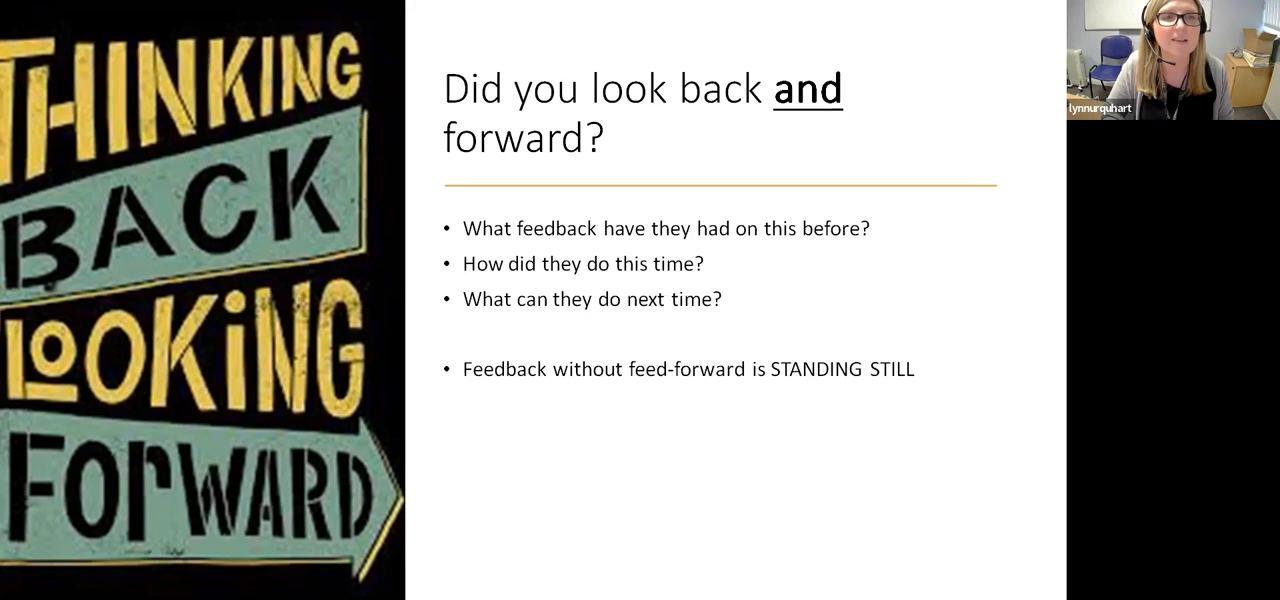 THINKING
BACK
LOOKING
FORWARD
Did you look back and
forward?
• What feedback have they had on this before?
• How did they do this time?
• What can they do next time?
• Feedback without feed-forward is STANDING STILL
lynnurquhart